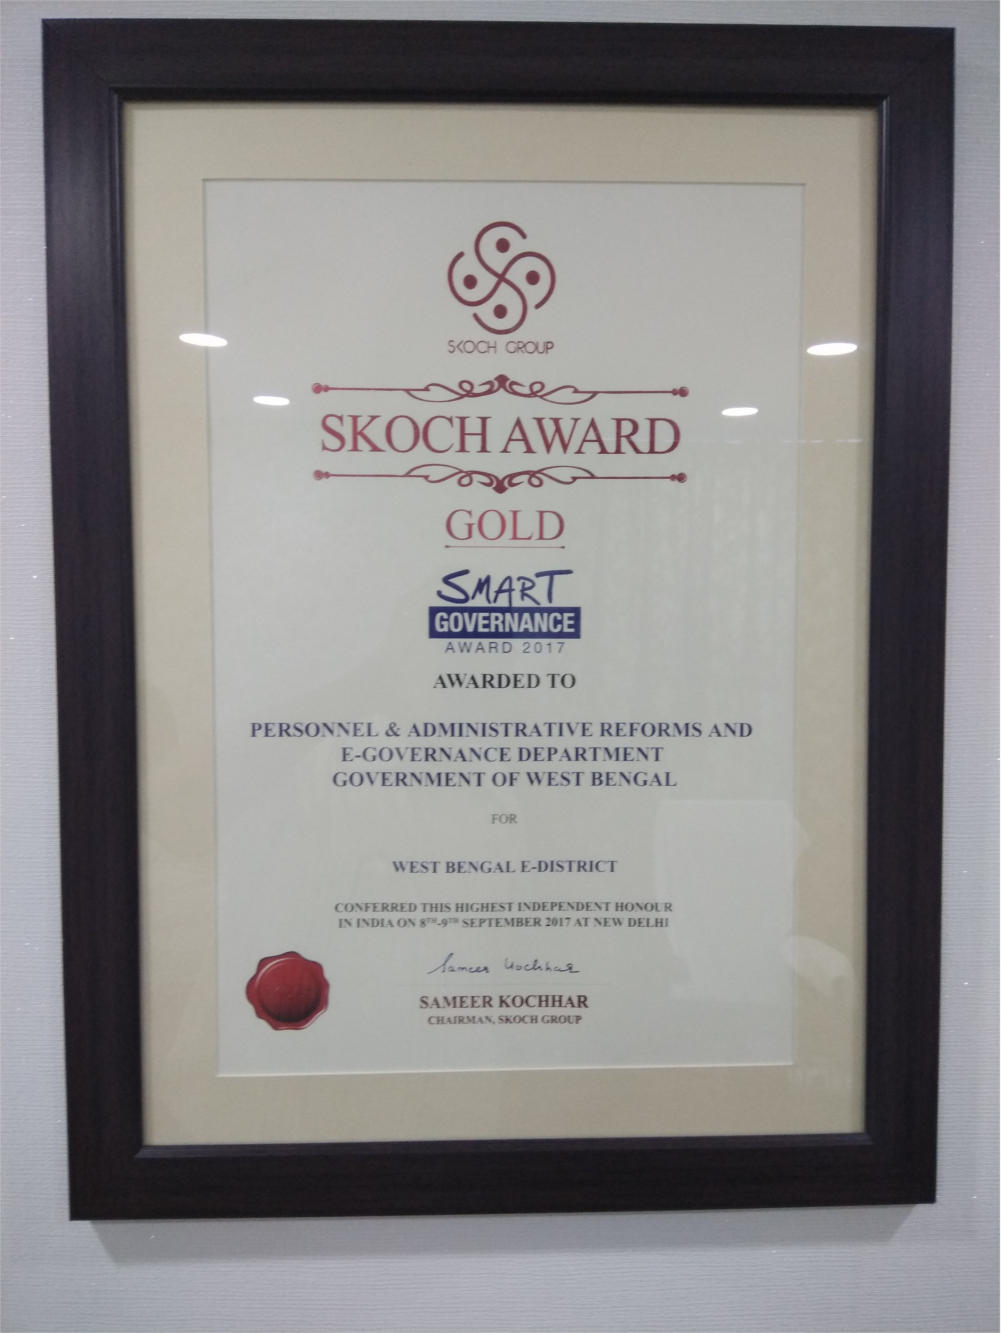 SKOCH GROUP
SKOCH AWARD
GOLD
SMART
GOVERNANCE
AWARD 2017
AWARDED TO
PERSONNEL & ADMINISTRATIVE REFORMS AND
E-GOVERNANCE DEPARTMENT
GOVERNMENT OF WEST BENGAL
FOR
WEST BENGAL E-DISTRICT
CONFERRED THIS HIGHEST INDEPENDENT HONOUR
IN INDIA ON 8TH-9TH SEPTEMBER 2017 AT NEW DELHI
Sameer Kochhar
SAMEER KOCHHAR
CHAIRMAN, SKOCH GROUP